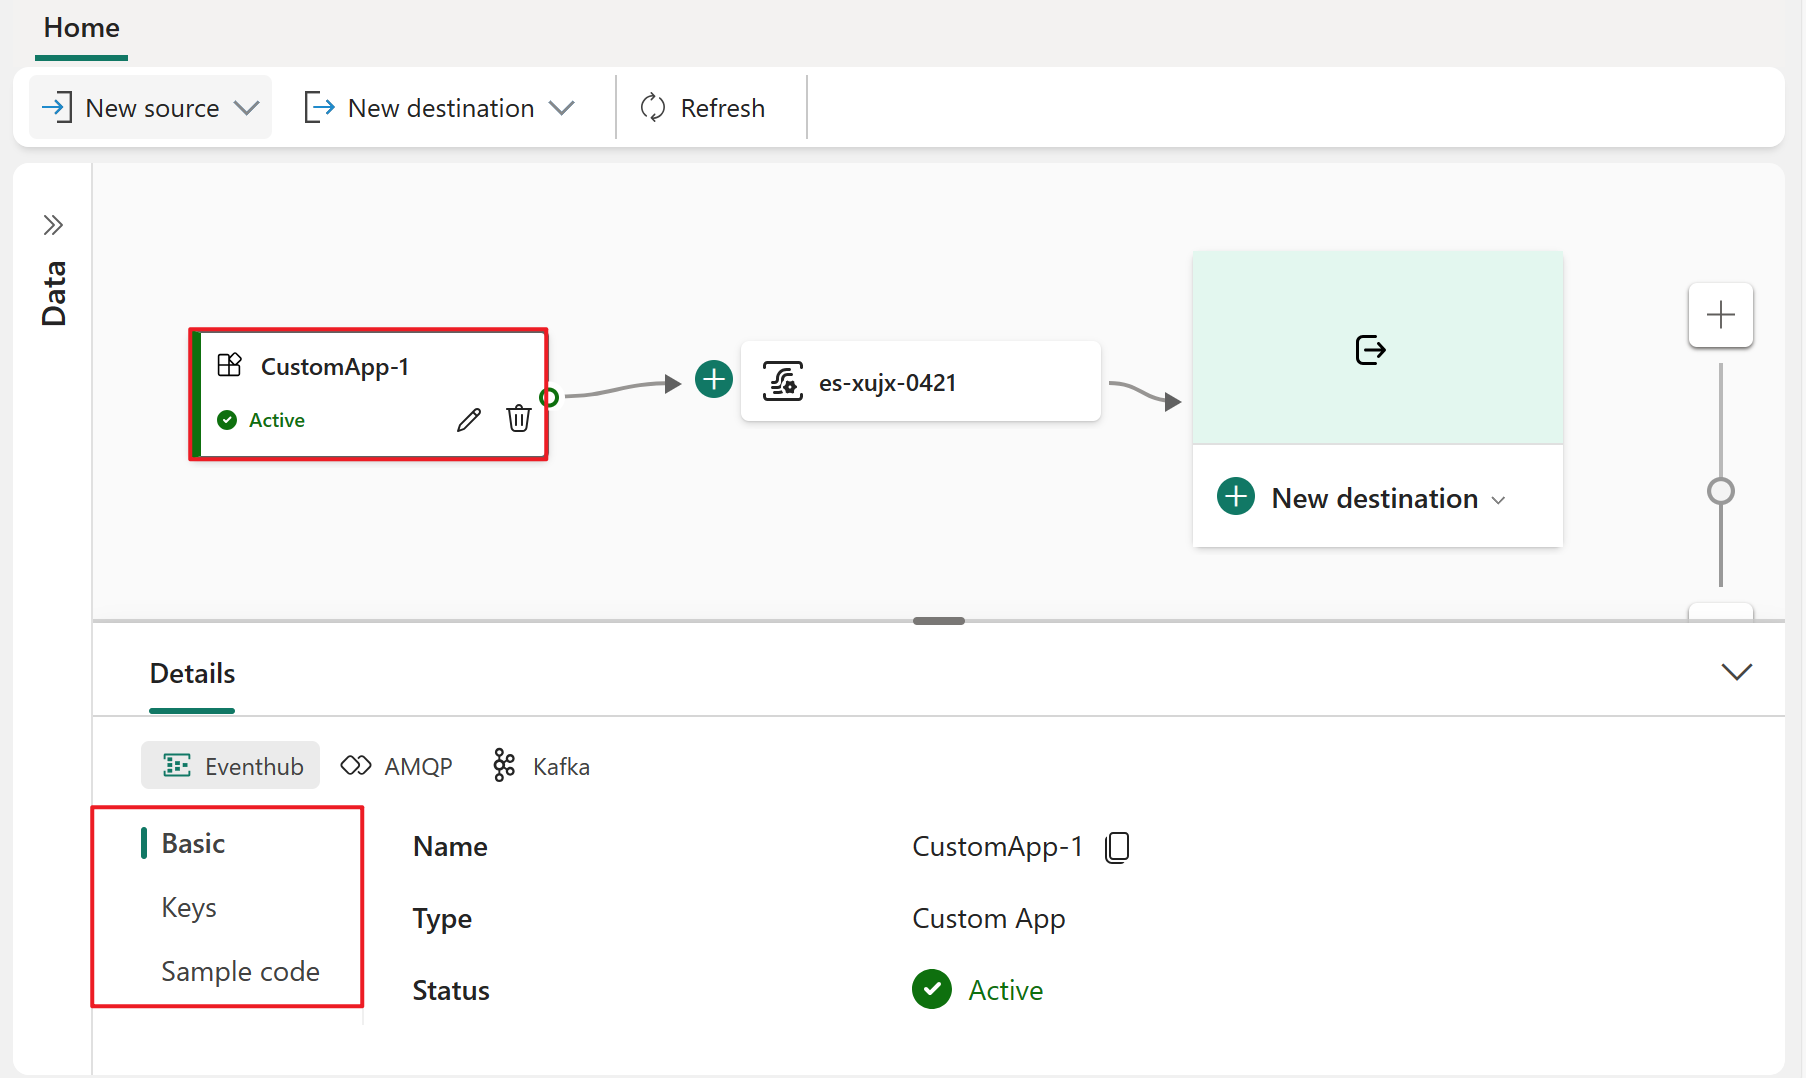 Home
New source
New destination
Refresh
Data
CustomApp-1
Active
es-xujx-0421
New destination
Details
Eventhub
AMQP
Kafka
Basic
Keys
Sample code
Name
CustomApp-1
Type
Custom App
Status
Active